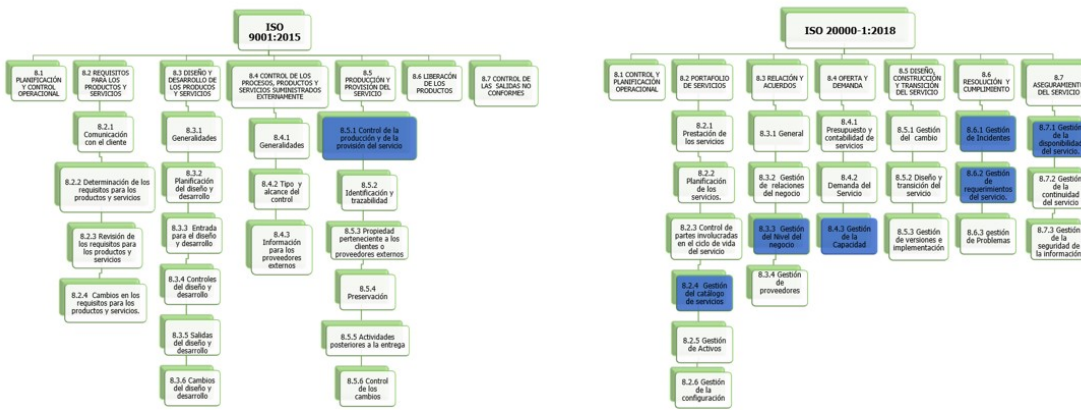 ISO
9001:2015
8.1
PLANIFICACIÓN
Y CONTROL
OPERACIONAL
8.2 REQUISITOS
PARA LOS
PRODUCTOS Y
SERVICIOS
8.3 DISEÑO Y
DESARROLLO DE
LOS PRODUCOS
Y SERVICIOS
8.4 CONTROL DE LOS
PROCESOS, PRODUCTOS Y
SERVICIOS SUMINISTRADOS
EXTERNAMENTE
8.5
PRODUCCIÓN Y
PROVISIÓN DEL
SERVICIO
8.6 LIBERACIÓN
DE LOS
PRODUCTOS
8.7 CONTROL DE
LAS SALIDAS NO
CONFORMES
8.2.1
Comunicación
con el cliente
8.2.2 Determinación de los
requisitos para los
productos y servicios
8.2.3 Revisión de
los requisitos para
los productos y
servicios
8.2.4 Cambios en los
requisitos para los
productos y servicios.
8.3.1
Generalidades
8.3.2
Planificación
del diseño y
desarrollo
8.3.3 Entrada
para el diseño
y desarrollo
8.3.4 Controles
del diseño y
desarrollo
8.3.5 Salidas
del diseño y
desarrollo
8.3.6 Cambios
del diseño y
desarrollo
8.4.1
Generalidades
8.4.2 Tipo y
alcance del
control
8.4.3
Información
para los
proveedores
externos
8.5.1 Control de la
producción y de la
provisión del servicio
8.5.2
Identificación y
trazabilidad
8.5.3 Propiedad
perteneciente a los
clientes o
proveedores externos
8.5.4
Preservación
8.5.5 Actividades
posteriores a la entrega
8.5.6 Control
de los
cambios
ISO 20000-1:2018
8.1 CONTROL Y
PLANIFICACIÓN
OPERACIONAL
8.2 PORTAFOLIO
DE SERVICIOS
8.3 RELACIÓN Y
ACUERDOS
8.4 OFERTA Y
DEMANDA
8.5 DISEÑO,
CONSTRUCCIÓN
Y TRANSICIÓN
DEL SERVICIO
8.6
RESOLUCIÓN Y
CUMPLIMIENTO
8.7
ASEGURAMIENTO
DEL SERVICIO
8.2.1
Prestación de
los servicios
8.2.2
Planificación
de los
servicios.
8.2.3 Control de
partes involucradas
en el ciclo de vida
del servicio
8.2.4 Gestión
del catálogo
de servicios
8.2.5 Gestión
de Activos
8.2.6 Gestión
de la
configuración
8.3.1 General
8.3.2 Gestión
de relaciones
del negocio
8.3.3 Gestión
del Nivel del
negocio
8.3.4 Gestión
de
proveedores
8.4.1
Presupuesto y
contabilidad de
servicios
8.4.2
Demanda del
Servicio
8.4.3 Gestión
de la
Capacidad
8.5.1 Gestión
del cambio
8.5.2 Diseño y
transición del
servicio
8.5.3 Gestión
de versiones e
implementación
8.6.1 Gestión
de Incidentes
8.6.2 Gestión
de
requerimientos
del servicio.
8.6.3 gestión
de Problemas
8.7.1 Gestión
de la
disponibilidad
del servicio.
8.7.2 Gestión
de la
continuidad
del servicio
8.7.3 Gestión
de la
seguridad de
la información